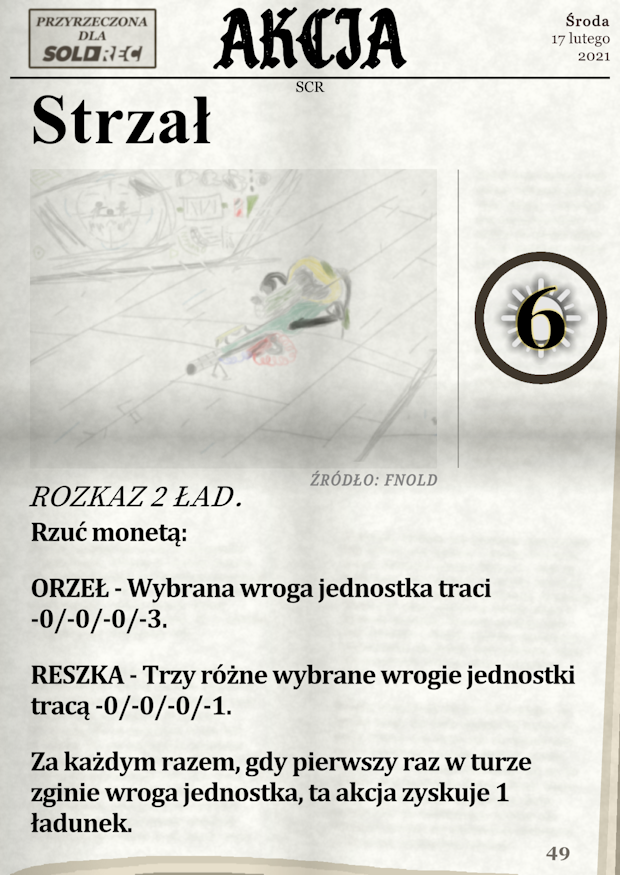 PRZYRZECZONA
DLA
SOLDREC
AKCJA
Środa
17 lutego
2021
SCR
Strzał
6
ŹRÓDŁO: FNOLD
ROZKAZ 2 ŁAD.
Rzuć monetą:
ORZEŁ - Wybrana wroga jednostka traci
-0/-0/-0/-3.
RESZKA - Trzy różne wybrane wrogie jednostki
tracą -0/-0/-0/-1.
Za każdym razem, gdy pierwszy raz w turze
zginie wroga jednostka, ta akcja zyskuje 1
ładunek.
49